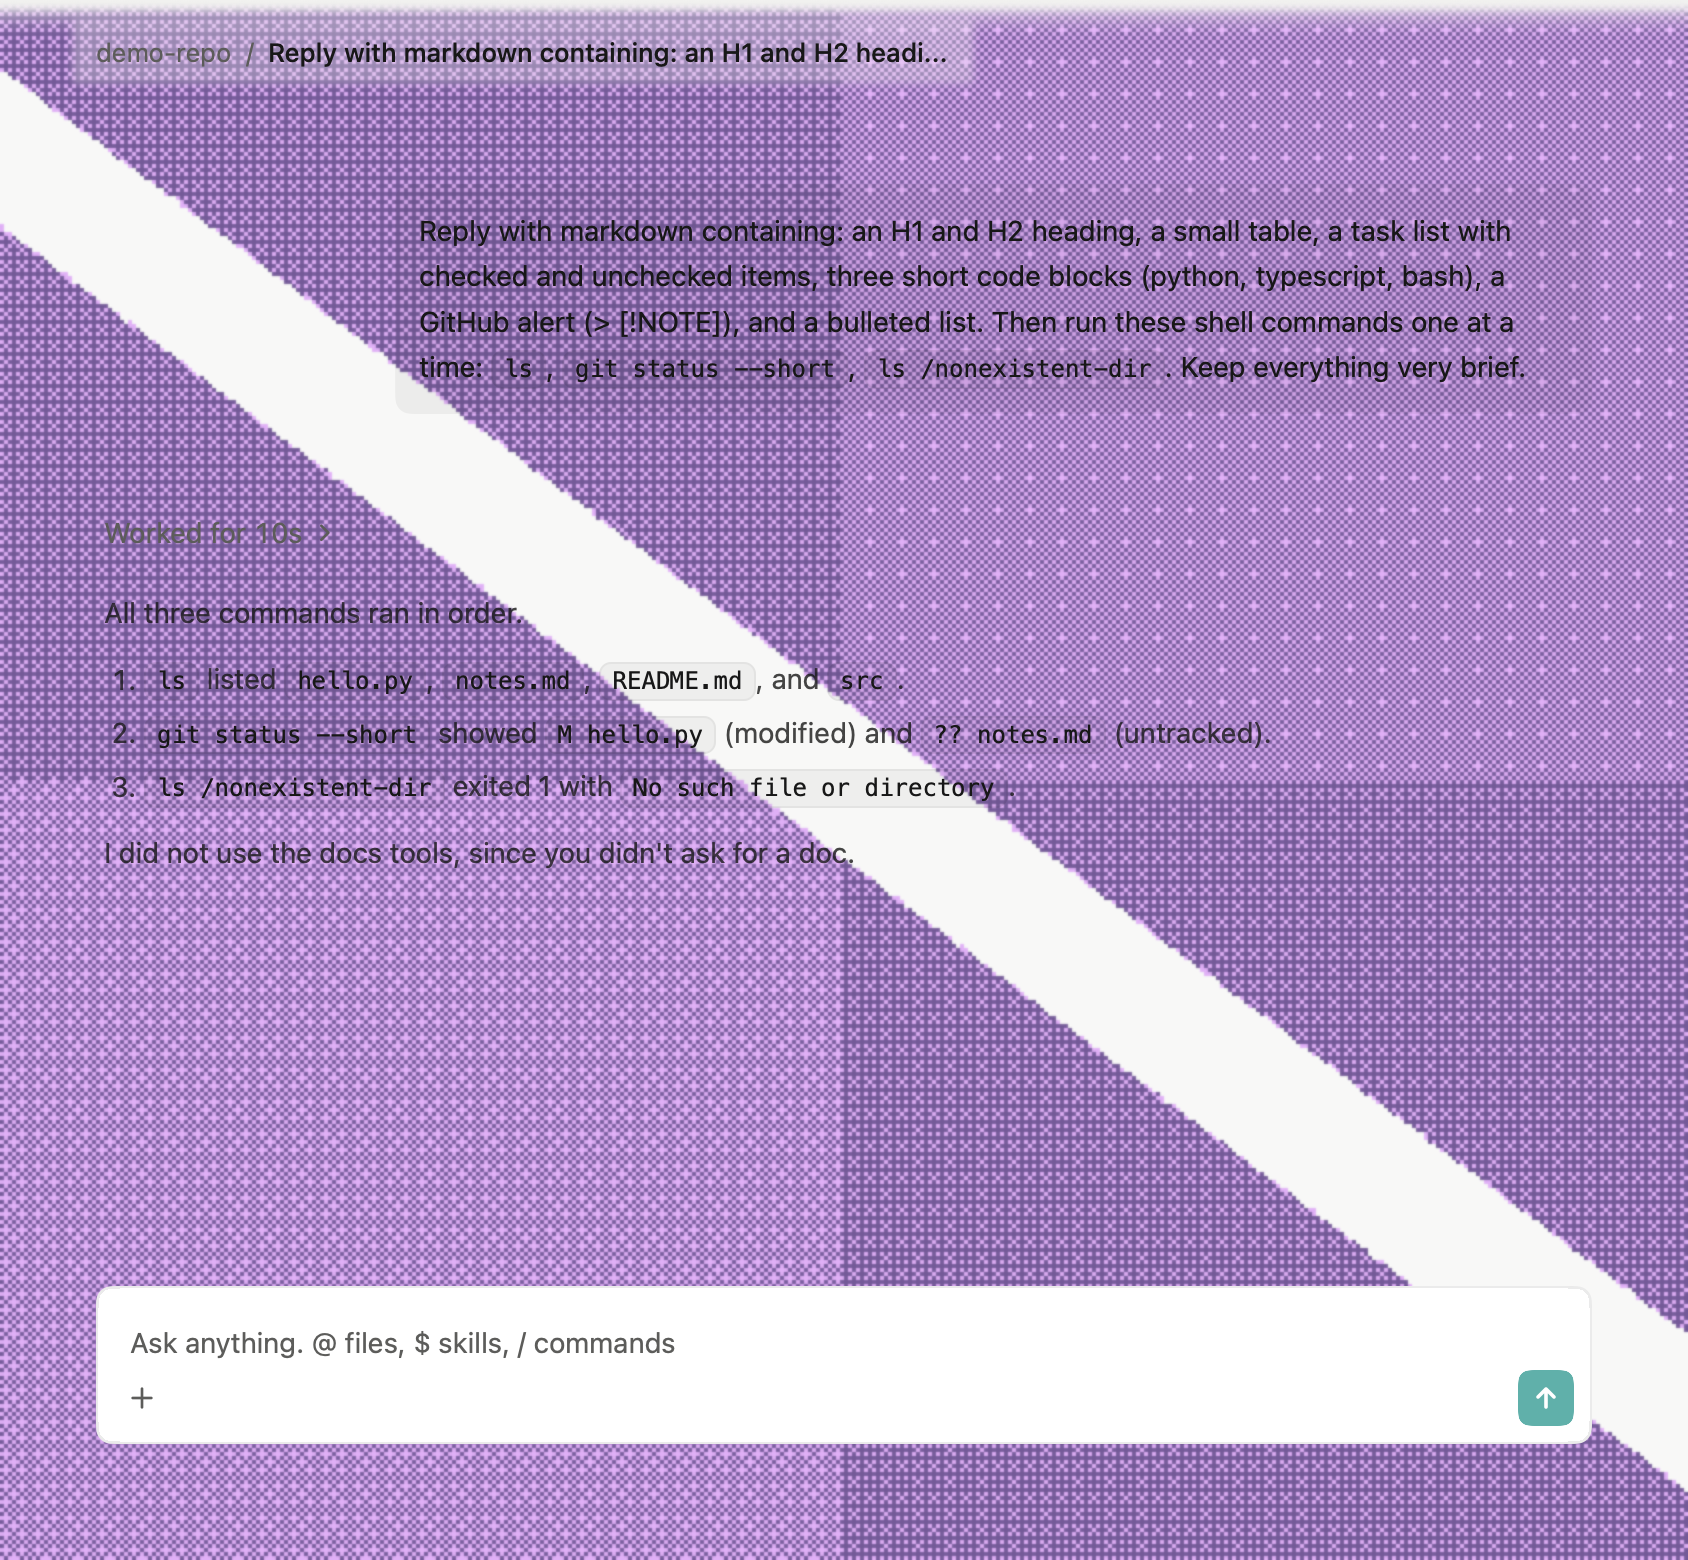 demo-repo / Reply with markdown containing: an H1 and H2 headi...
Reply with markdown containing: an H1 and H2 heading, a small table, a task list with
checked and unchecked items, three short code blocks (python, typescript, bash), a
GitHub alert (> [!NOTE]), and a bulleted list. Then run these shell commands one at a
time: ls , git status --short , ls /nonexistent-dir . Keep everything very brief.
Worked for 10s >
All three commands ran in order.
1. ls listed hello.py , notes.md , README.md , and src .
2. git status --short showed M hello.py (modified) and ?? notes.md (untracked).
3. ls /nonexistent-dir exited 1 with No such file or directory .
I did not use the docs tools, since you didn't ask for a doc.
Ask anything. @ files, $ skills, / commands